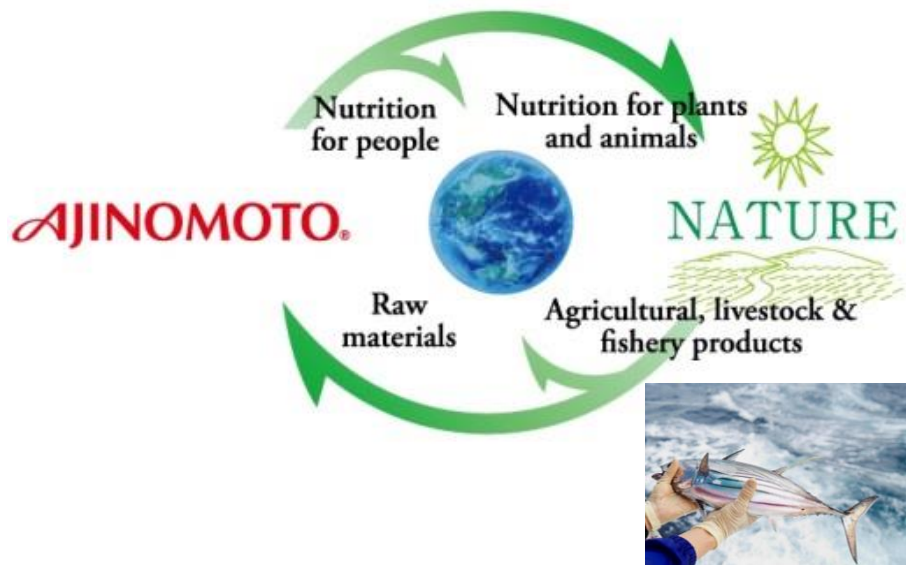 Nutrition
for people
Nutrition for plants
and animals
AJINOMOTO®
NATURE
Raw
materials
Agricultural, livestock &
fishery products